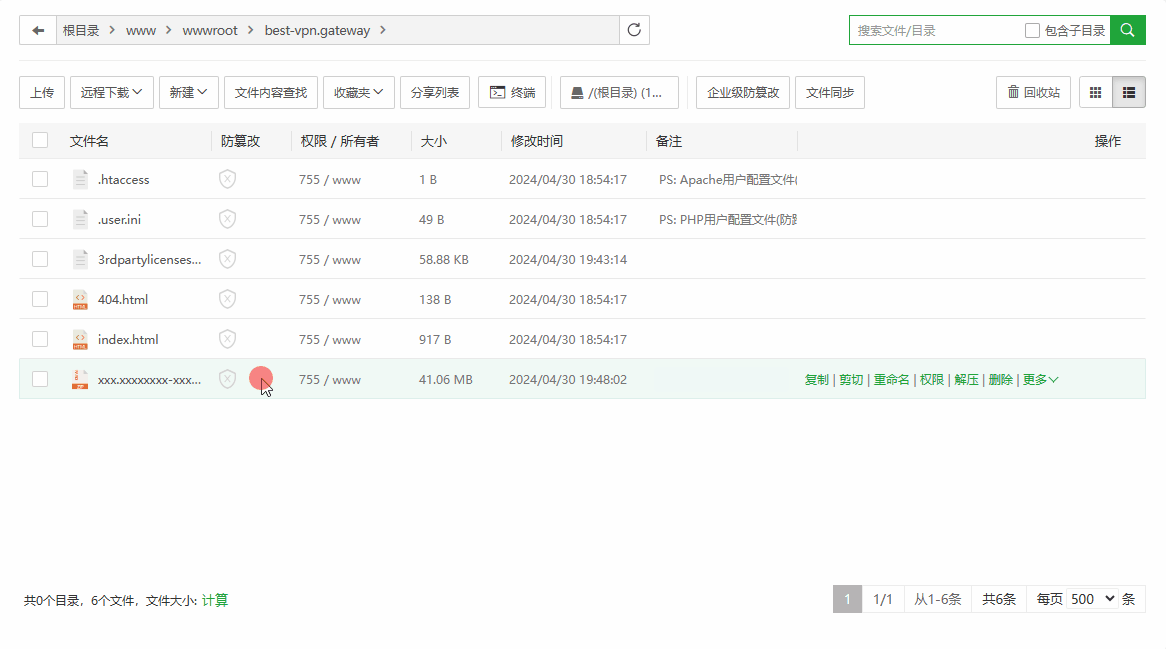 根目录 www wwwroot best-vpn.gateway 搜索文件/目录 包含子目录
上传 远程下载 新建 文件内容查找 收藏夹 分享列表 终端 /(根目录) (1... 企业级防篡改 文件同步 回收站
文件名 防篡改 权限 / 所有者 大小 修改时间 备注 操作
.htaccess 755 / www 1 B 2024/04/30 18:54:17 PS: Apache用户配置文件(
.user.ini 755 / www 49 B 2024/04/30 18:54:17 PS: PHP用户配置文件(防
3rdpartylicenses... 755 / www 58.88 KB 2024/04/30 19:43:14
404.html 755 / www 138 B 2024/04/30 18:54:17
index.html 755 / www 917 B 2024/04/30 18:54:17
xxx.xxxxxxxx-xxx... 755 / www 41.06 MB 2024/04/30 19:48:02 复制 | 剪切 | 重命名 | 权限 | 解压 | 删除 | 更多
共0个目录，6个文件，文件大小: 计算 1 1/1 从1-6条 共6条 每页 500 条